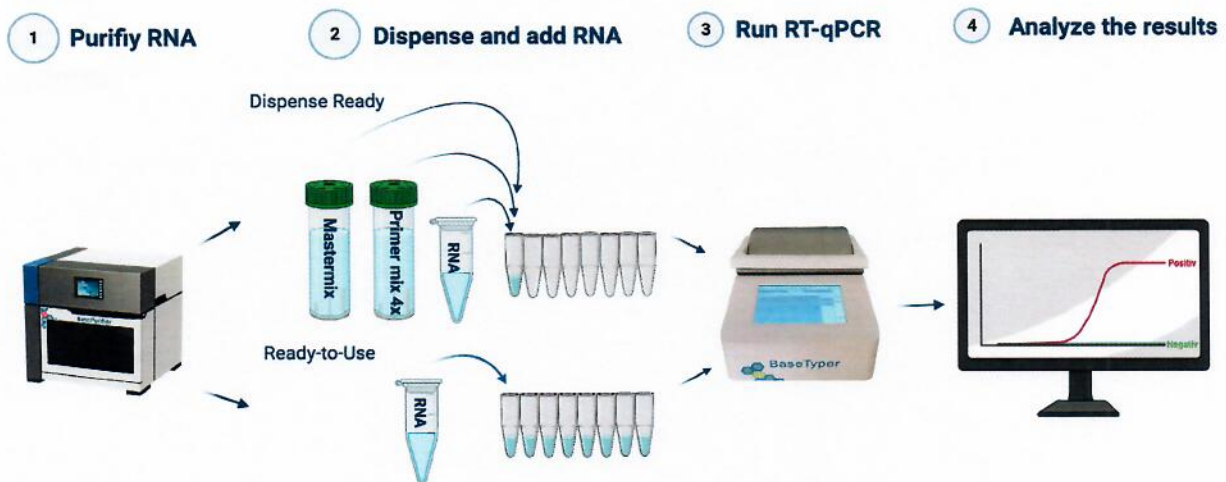 1 Purifiy RNA
2 Dispense and add RNA
3 Run RT-qPCR
4 Analyze the results
Dispense Ready
Mastermix
Primer mix 4x
RNA
BasePurifier
Positiv
Negativ
BaseTyper
Ready-to-Use
RNA